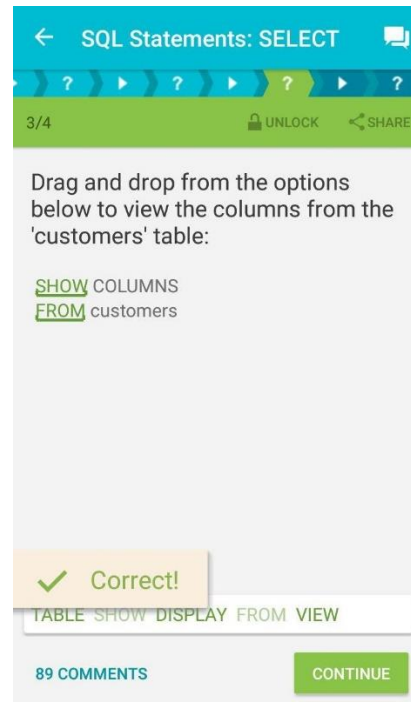 SQL Statements: SELECT
? ? ? ?
3/4 UNLOCK SHARE
Drag and drop from the options
below to view the columns from the
'customers' table:
SHOW COLUMNS
FROM customers
Correct!
TABLE SHOW DISPLAY FROM VIEW
89 COMMENTS CONTINUE